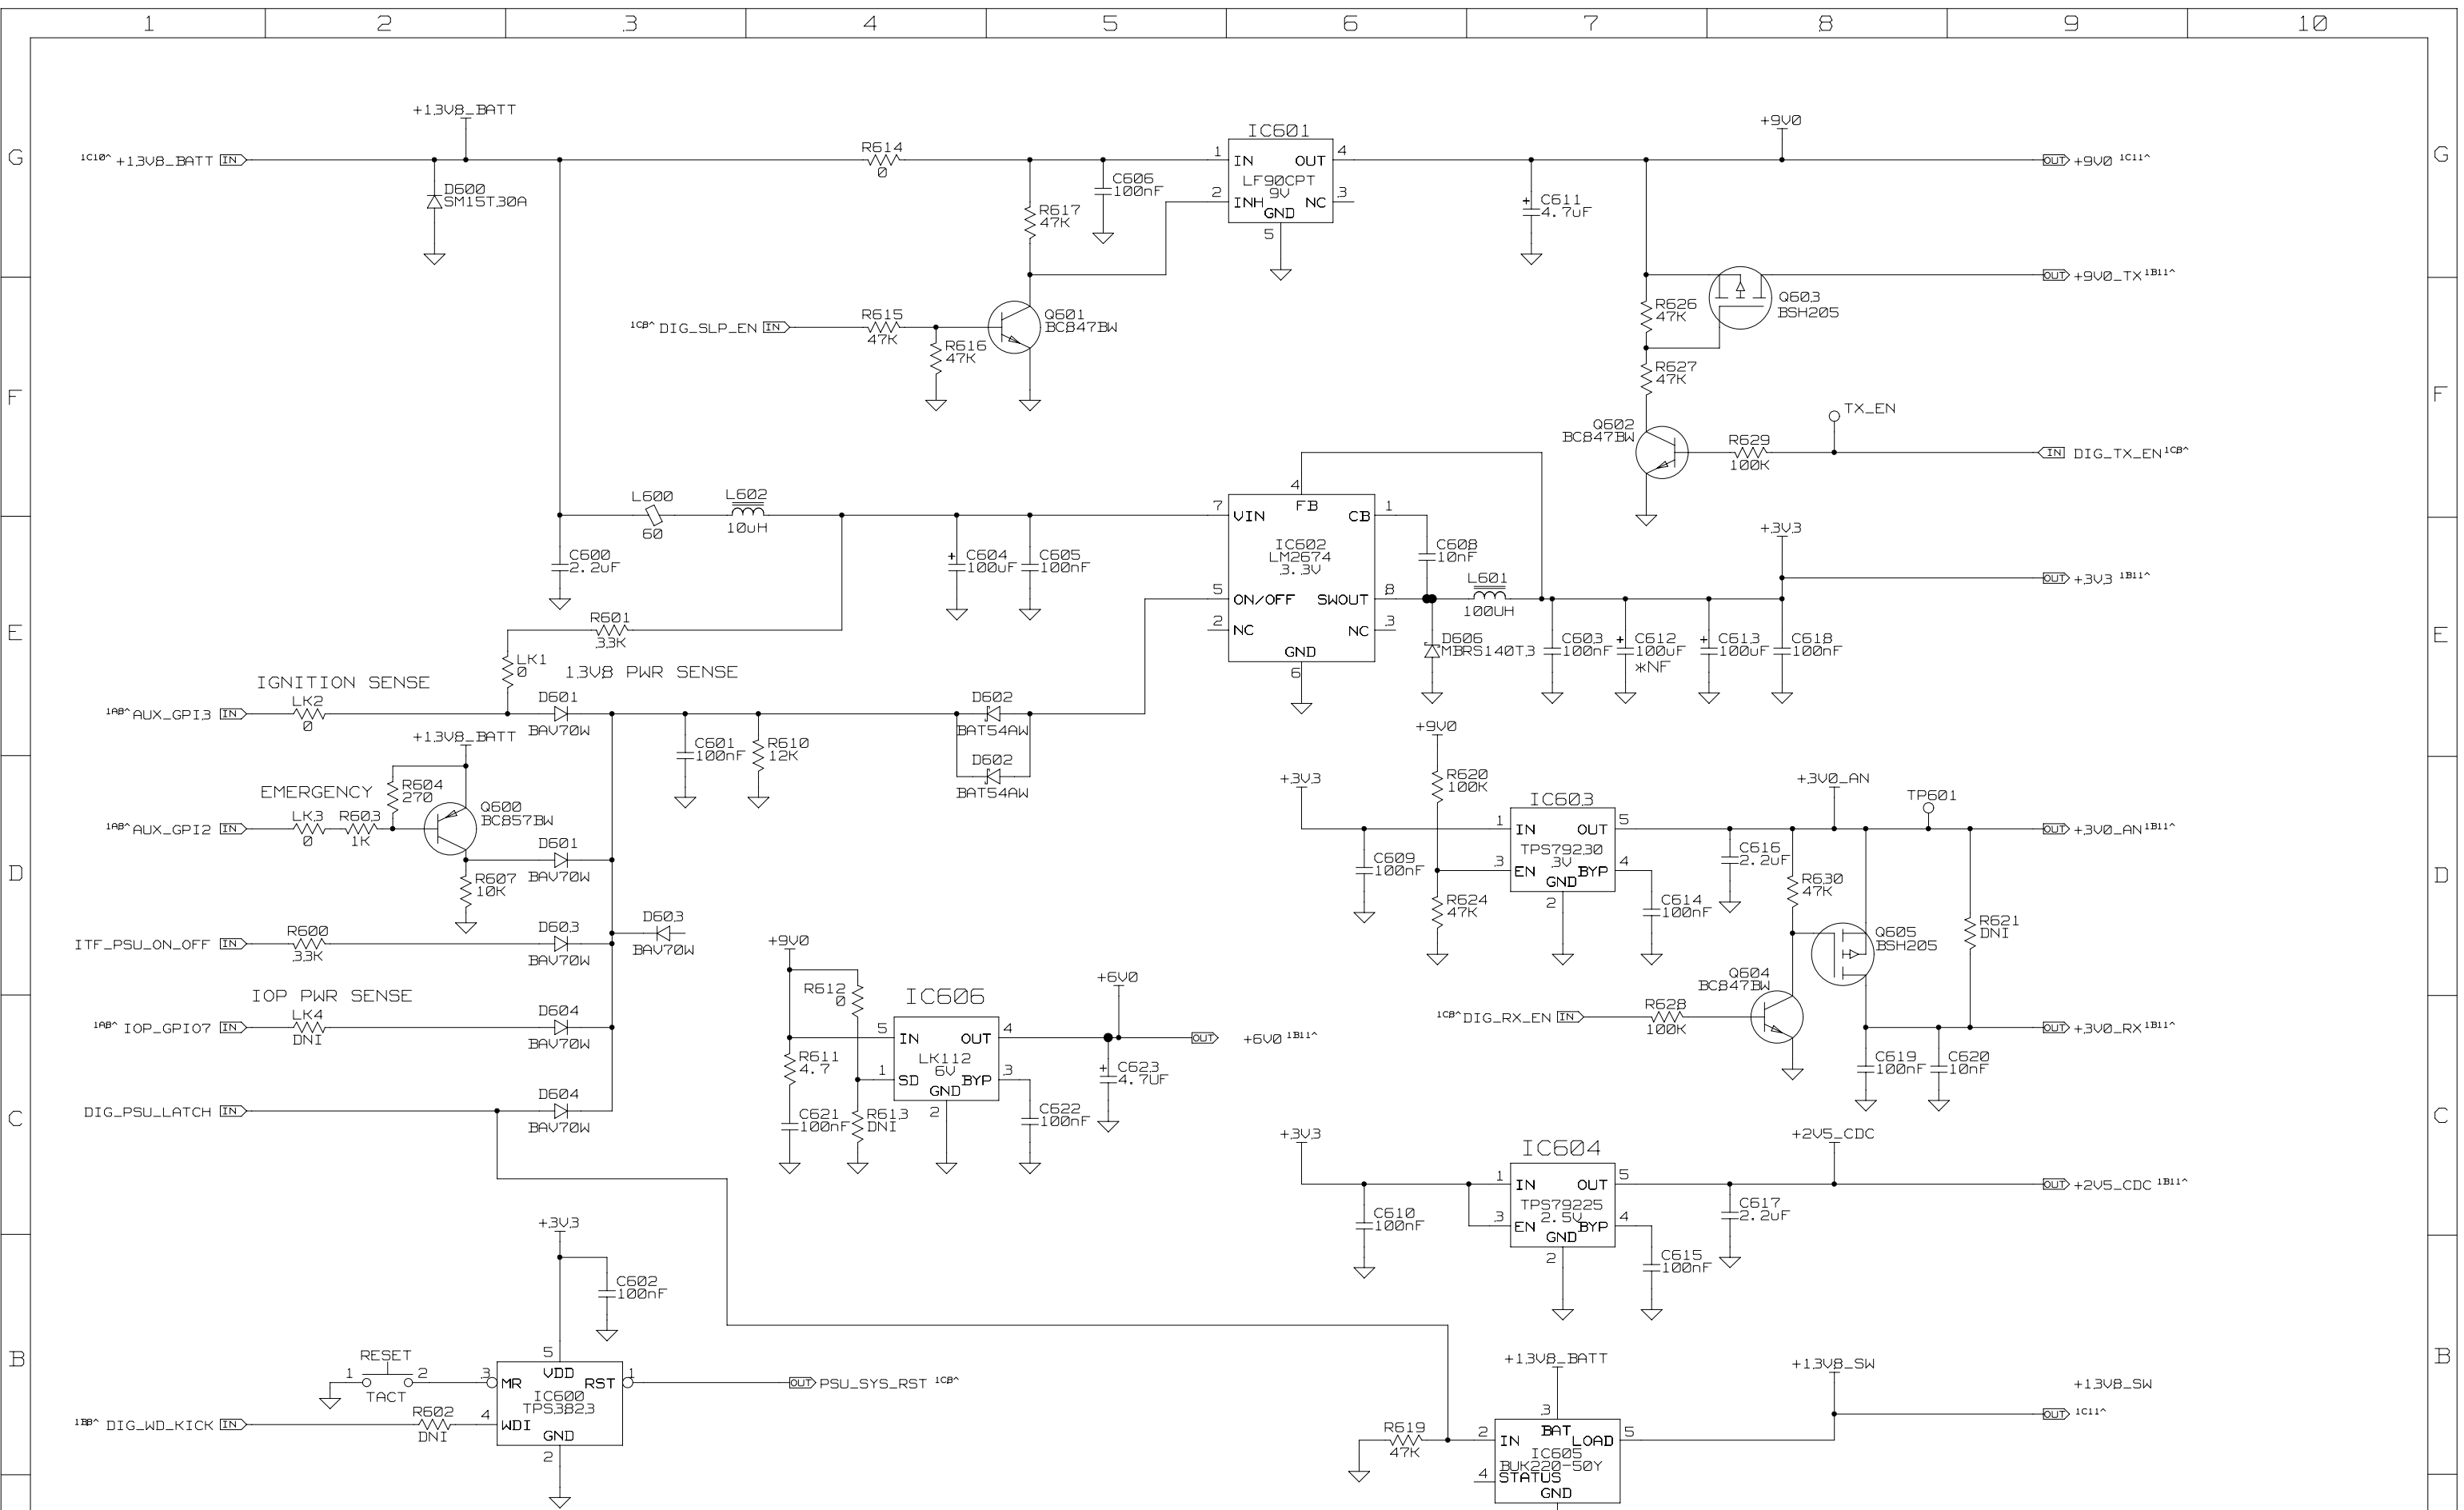 1 2 3 4 5 6 7 8 9 10
G
+13V8_BATT
1C10^ +13V8_BATT IN
D600
SM15T30A
R614
0
R617
47K
C606
100nF
IC601
1 IN OUT 4
LF90CPT
2 INH 9V NC 3
GND
5
+ C611
4.7uF
+9V0
OUT +9V0 1C11^
G
OUT +9V0_TX 1B11^
F
1C8^ DIG_SLP_EN IN
R615
47K
R616
47K
Q601
BC847BW
R626
47K
Q603
BSH205
R627
47K
Q602
BC847BW
R629
100K
TX_EN
IN DIG_TX_EN 1C8^
F
L600
60
L602
10uH
C600
2.2uF
+ C604
100uF
C605
100nF
4
7 VIN FB CB 1
IC602
LM2674
3.3V
5 ON/OFF SWOUT 8
2 NC NC 3
GND
6
C608
10nF
L601
100UH
D606
MBRS140T3
C603
100nF
+ C612
100uF
*NF
+ C613
100uF
C618
100nF
+3V3
OUT +3V3 1B11^
E
E
R601
33K
LK1
0
13V8 PWR SENSE
IGNITION SENSE
1A8^ AUX_GPI3 IN
LK2
0
D601
BAV70W
C601
100nF
R610
12K
D602
BAT54AW
D602
BAT54AW
+13V8_BATT
EMERGENCY
R604
270
1A8^ AUX_GPI2 IN
LK3
0
R603
1K
Q600
BC857BW
D601
BAV70W
R607
10K
D
ITF_PSU_ON_OFF IN
R600
33K
D603
BAV70W
D603
BAV70W
+3V3
+9V0
R620
100K
C609
100nF
R624
47K
IC603
1 IN OUT 5
TPS79230
3V
3 EN BYP 4
GND
2
C614
100nF
C616
2.2uF
+3V0_AN
TP601
OUT +3V0_AN 1B11^
R630
47K
Q605
BSH205
R621
DNI
D
IOP PWR SENSE
1A8^ IOP_GPIO7 IN
LK4
DNI
D604
BAV70W
+9V0
R612
0
IC606
5 IN OUT 4
LK112
6V
1 SD BYP 3
GND
2
R611
4.7
C621
100nF
R613
DNI
C622
100nF
+6V0
+ C623
4.7UF
OUT +6V0 1B11^
1C8^ DIG_RX_EN IN
R628
100K
Q604
BC847BW
C619
100nF
C620
10nF
OUT +3V0_RX 1B11^
C
DIG_PSU_LATCH IN
D604
BAV70W
C
+3V3
C610
100nF
IC604
1 IN OUT 5
TPS79225
2.5V
3 EN BYP 4
GND
2
C615
100nF
+2V5_CDC
C617
2.2uF
OUT +2V5_CDC 1B11^
+3V3
C602
100nF
B
RESET
1 2
TACT
5
3 MR VDD RST 1
IC600
TPS3823
4 WDI
GND
2
OUT PSU_SYS_RST 1C8^
1B8^ DIG_WD_KICK IN
R602
DNI
R619
47K
+13V8_BATT
3
BAT
2 IN LOAD 5
IC605
BUK220-50Y
4 STATUS
GND
+13V8_SW
+13V8_SW
OUT 1C11^
B